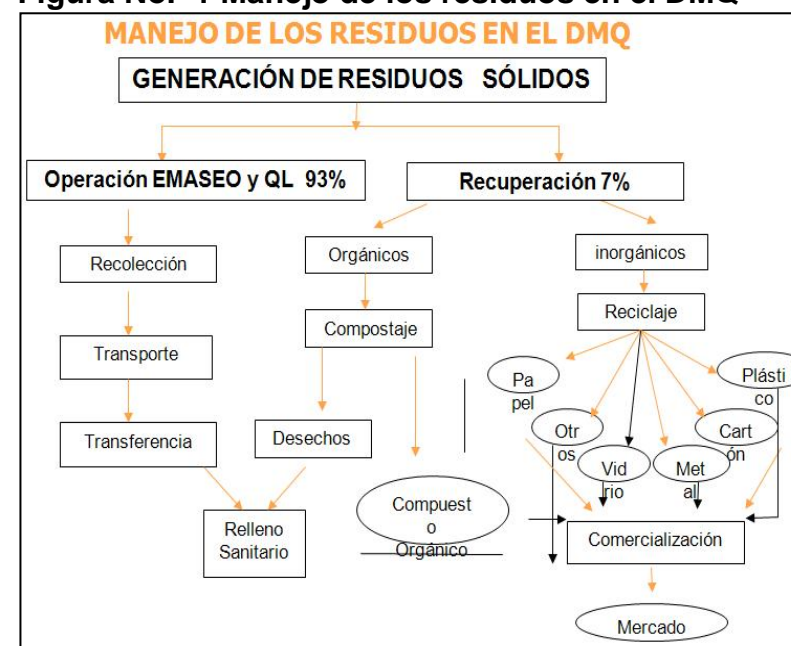 Figura No. 4 Manejo de los residuos en el DMQ
MANEJO DE LOS RESIDUOS EN EL DMQ
GENERACIÓN DE RESIDUOS SÓLIDOS
Operación EMASEO y QL 93%
Recuperación 7%
Recolección
Orgánicos
inorgánicos
Transporte
Compostaje
Reciclaje
Pa
pel
Plásti
co
Transferencia
Desechos
Otr
os
Cart
ón
Vid
rio
Met
al
Relleno
Sanitario
Compuest
o
Orgánico
Comercialización
Mercado